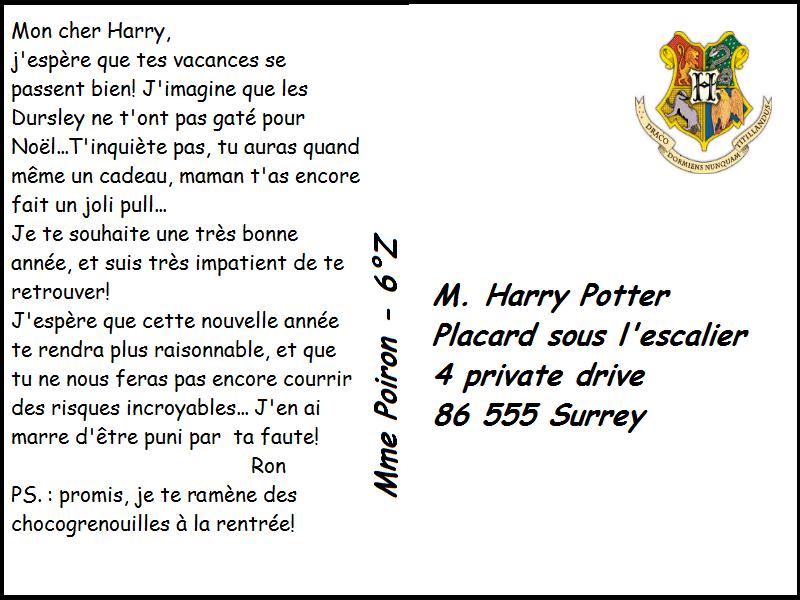 Mon cher Harry,
j'espère que tes vacances se
passent bien! J'imagine que les
Dursley ne t'ont pas gaté pour
Noël...T'inquiète pas, tu auras quand
même un cadeau, maman t'as encore
fait un joli pull...
Je te souhaite une très bonne
année, et suis très impatient de te
retrouver!
J'espère que cette nouvelle année
te rendra plus raisonnable, et que
tu ne nous feras pas encore courrir
des risques incroyables... J'en ai
marre d'être puni par  ta faute!
Ron
PS. : promis, je te ramène des
chocogrenouilles à la rentrée!
Mme Poiron - 6°Z
H
DRACO DORMIENS NUNQUAM TITILLANDUS
M. Harry Potter
Placard sous l'escalier
4 private drive
86 555 Surrey